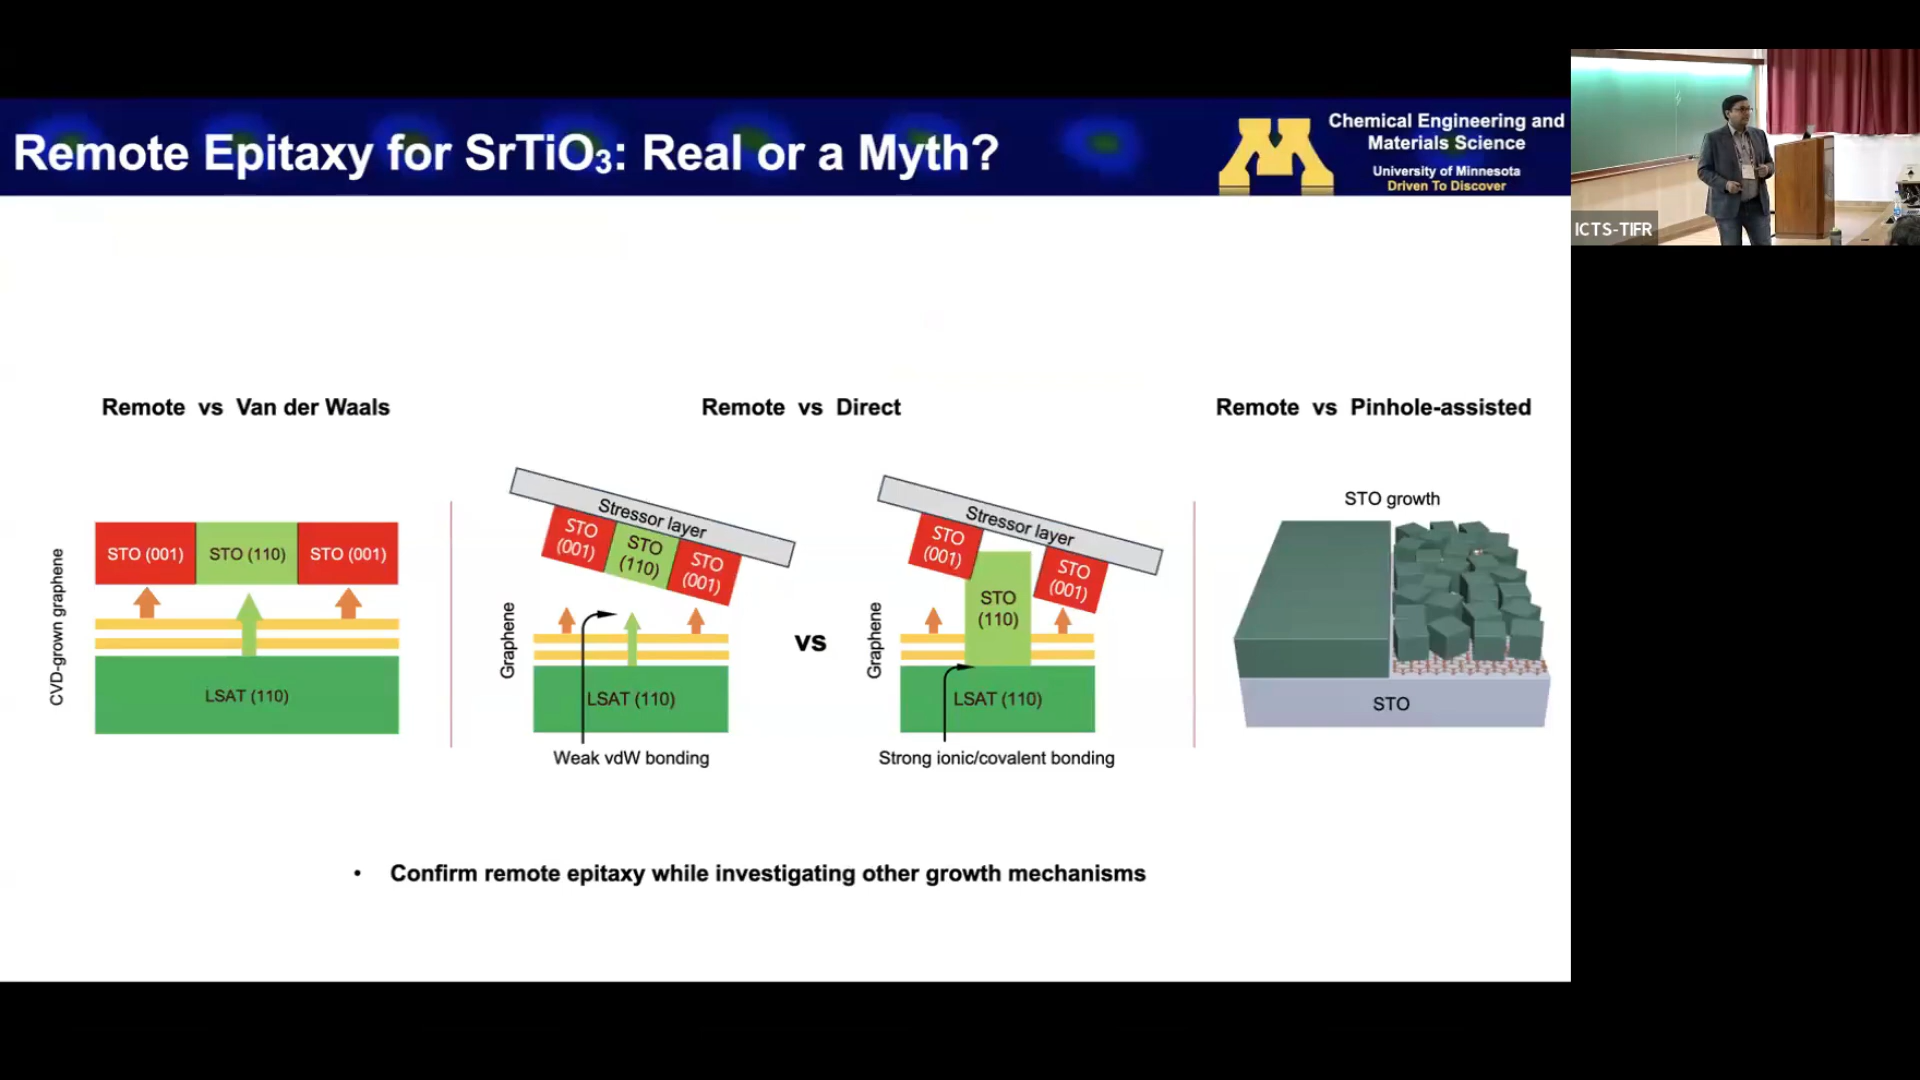 Remote Epitaxy for SrTiO₃: Real or a Myth?
Chemical Engineering and
Materials Science
University of Minnesota
Driven To Discover
ICTS-TIFR
Remote vs Van der Waals
CVD-grown graphene
STO (001)
STO (110)
STO (001)
LSAT (110)
Remote vs Direct
Stressor layer
STO
(001)
STO
(110)
STO
(001)
Graphene
LSAT (110)
Weak vdW bonding
vs
Stressor layer
STO
(001)
STO
(110)
STO
(001)
Graphene
LSAT (110)
Strong ionic/covalent bonding
Remote vs Pinhole-assisted
STO growth
STO
• Confirm remote epitaxy while investigating other growth mechanisms